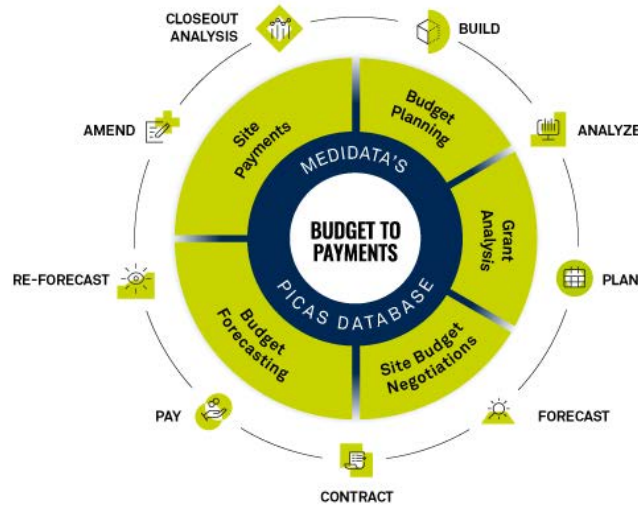 CLOSEOUT
ANALYSIS
BUILD
ANALYZE
PLAN
FORECAST
CONTRACT
PAY
RE-FORECAST
AMEND
Site
Payments
Budget
Planning
Grant
Analysis
Site Budget
Negotiations
Budget
Forecasting
MEDIDATA'S
BUDGET TO
PAYMENTS
PICAS DATABASE